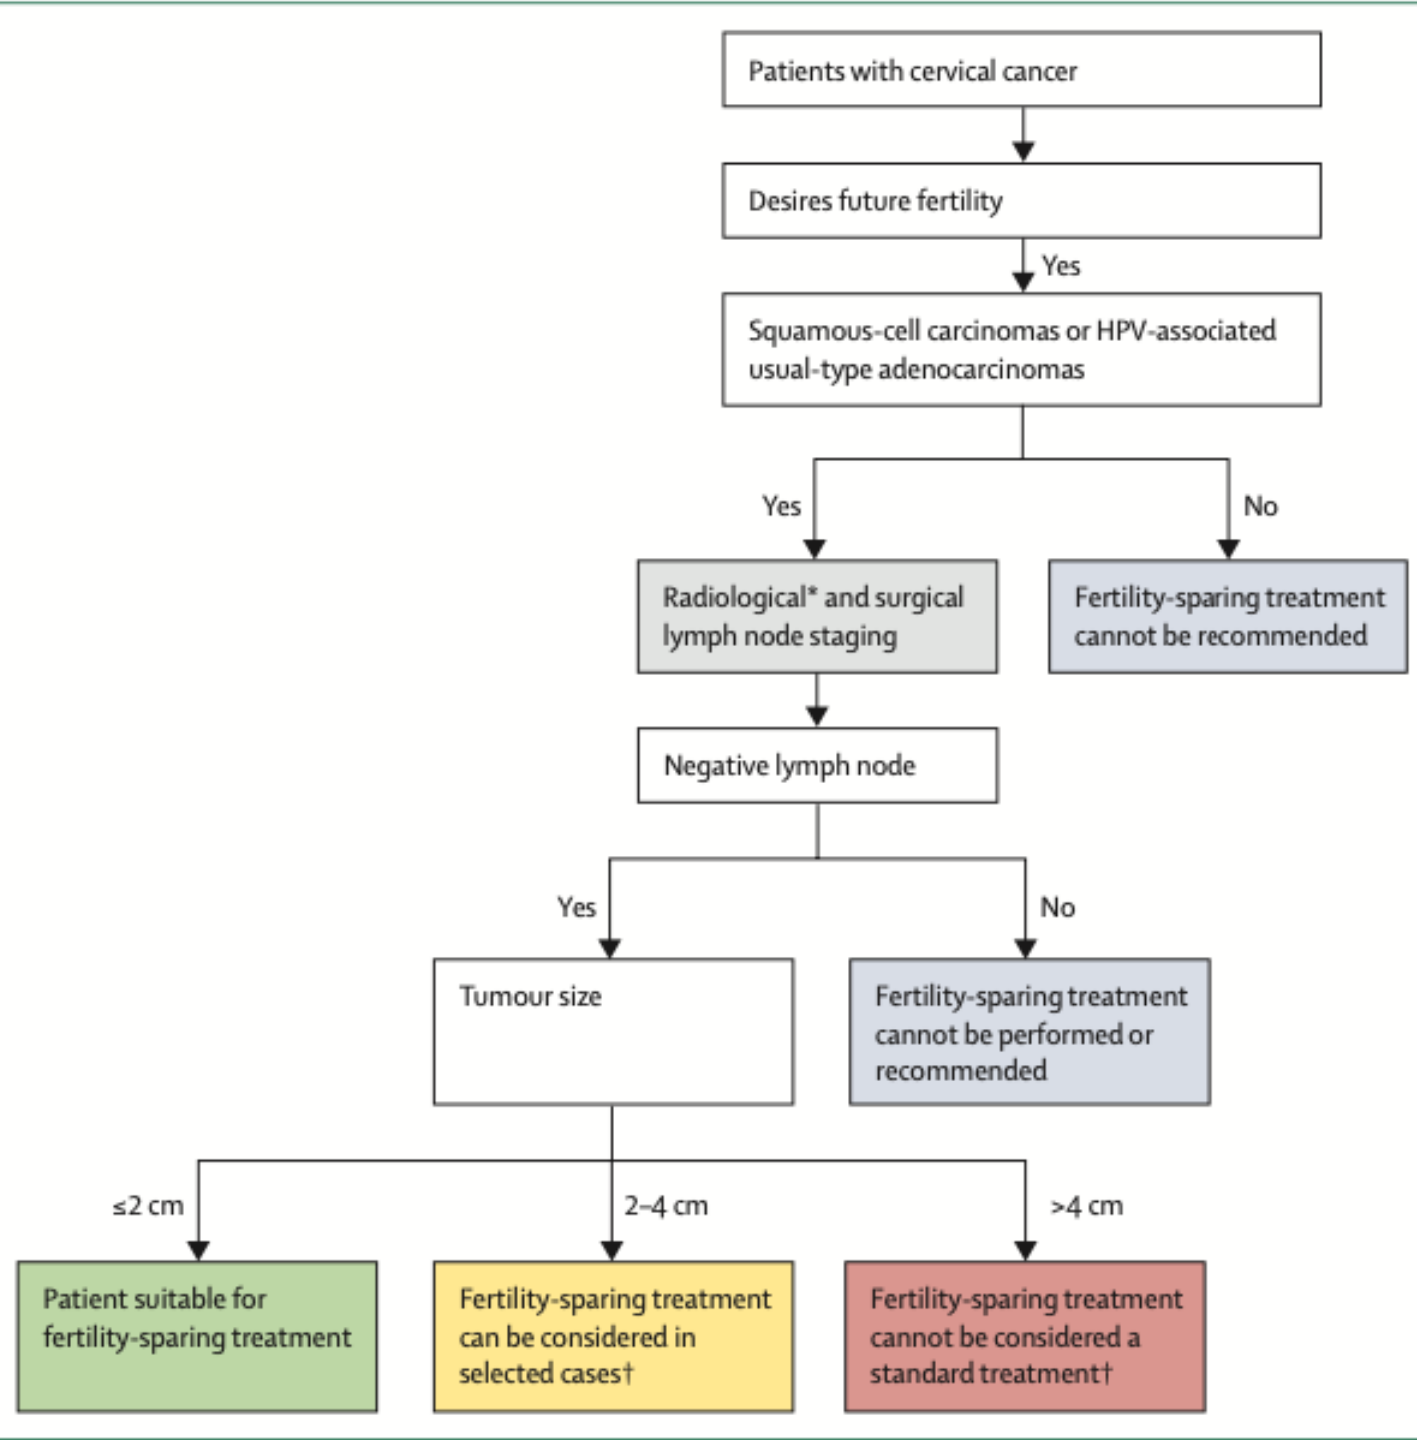 Patients with cervical cancer
Desires future fertility
Yes
Squamous-cell carcinomas or HPV-associated
usual-type adenocarcinomas
Yes
No
Radiological* and surgical
lymph node staging
Fertility-sparing treatment
cannot be recommended
Negative lymph node
Yes
No
Tumour size
Fertility-sparing treatment
cannot be performed or
recommended
≤2 cm
2–4 cm
>4 cm
Patient suitable for
fertility-sparing treatment
Fertility-sparing treatment
can be considered in
selected cases†
Fertility-sparing treatment
cannot be considered a
standard treatment†